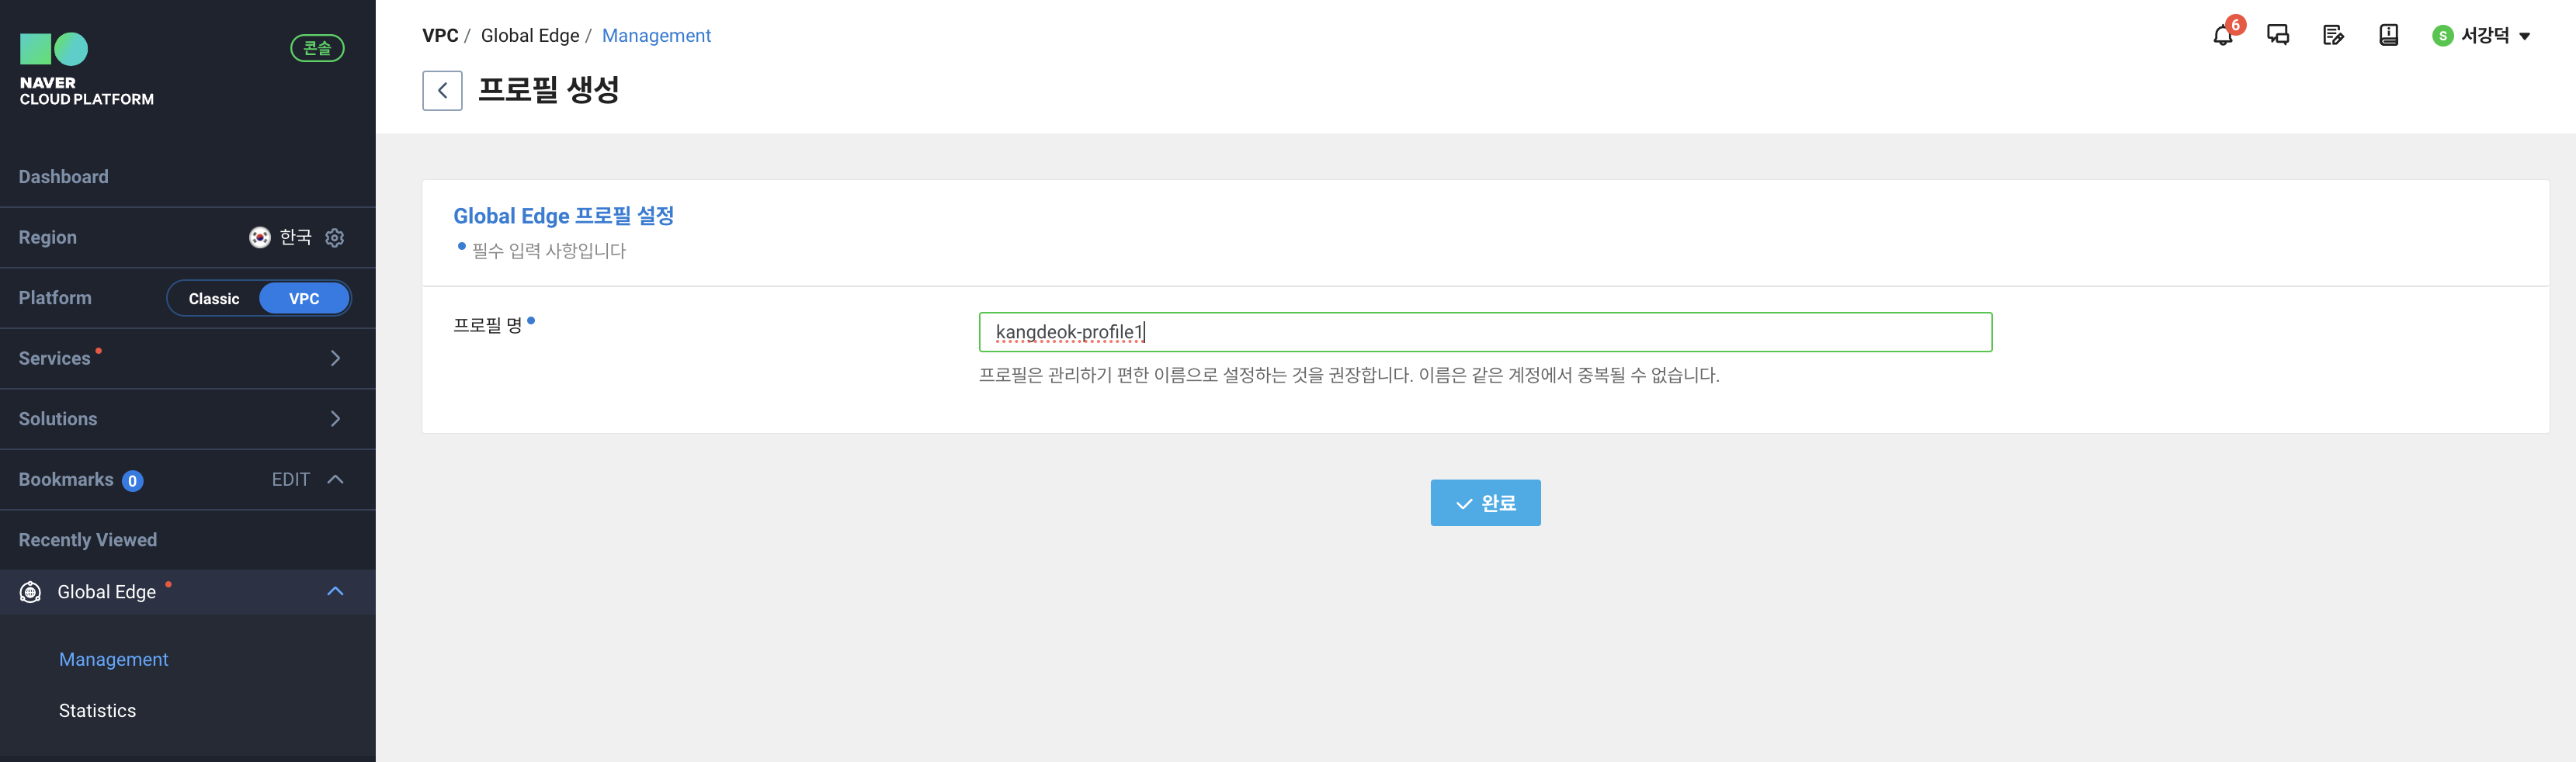 NAVER
CLOUD PLATFORM
콘솔
Dashboard
Region 한국
Platform Classic VPC
Services
Solutions
Bookmarks 0 EDIT
Recently Viewed
Global Edge
Management
Statistics
VPC / Global Edge / Management
6
S 서강덕
프로필 생성
Global Edge 프로필 설정
필수 입력 사항입니다
프로필 명
kangdeok-profile1
프로필은 관리하기 편한 이름으로 설정하는 것을 권장합니다. 이름은 같은 계정에서 중복될 수 없습니다.
완료